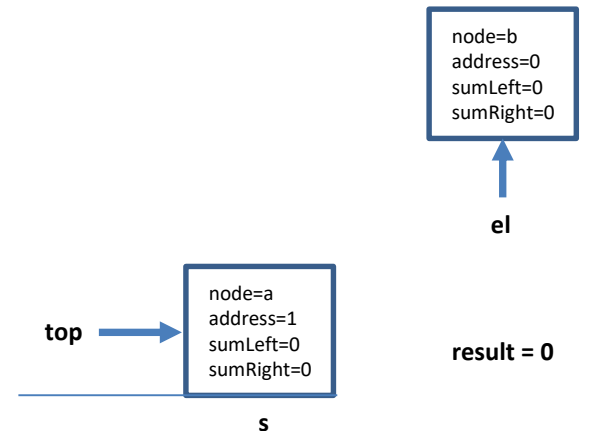 node=b
address=0
sumLeft=0
sumRight=0
el
node=a
address=1
sumLeft=0
sumRight=0
top
result = 0
s